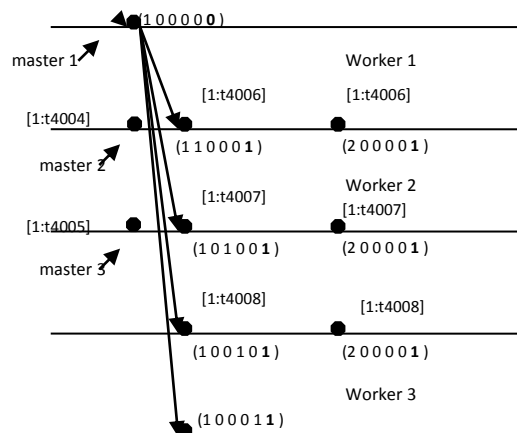 (1 0 0 0 0 0)
master 1
Worker 1
[1:t4006]
[1:t4006]
[1:t4004]
(1 1 0 0 0 1)
(2 0 0 0 0 1 )
master 2
Worker 2
[1:t4007]
[1:t4007]
[1:t4005]
(1 0 1 0 0 1)
(2 0 0 0 0 1 )
master 3
[1:t4008]
[1:t4008]
(1 0 0 1 0 1)
(2 0 0 0 0 1 )
Worker 3
(1 0 0 0 1 1)